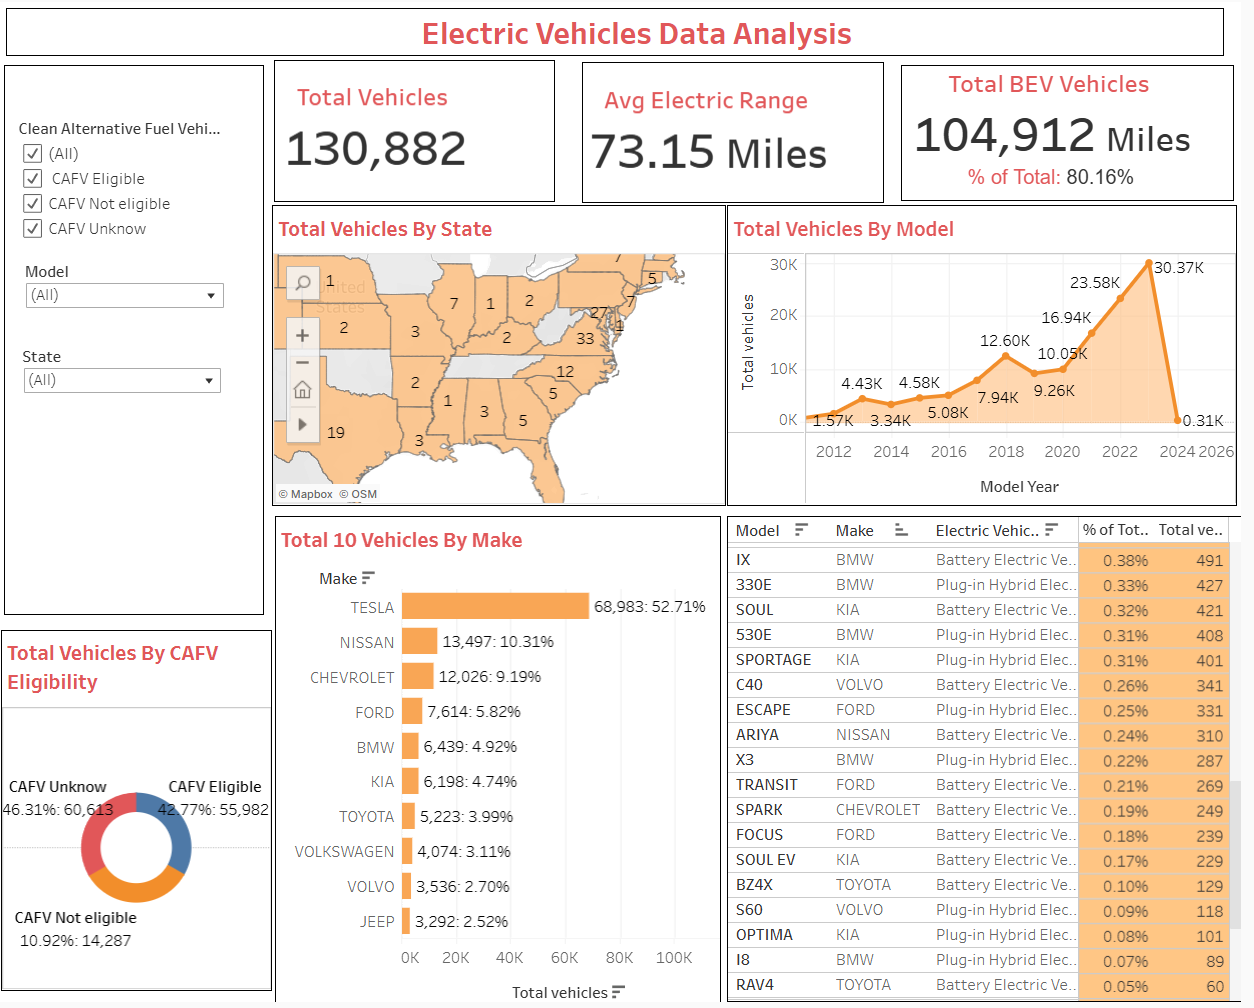 Electric Vehicles Data Analysis
Clean Alternative Fuel Vehi...
(All)
CAFV Eligible
CAFV Not eligible
CAFV Unknow
Model
(All)
State
(All)
Total Vehicles
130,882
Avg Electric Range
73.15 Miles
Total BEV Vehicles
104,912 Miles
% of Total: 80.16%
Total Vehicles By State
United
States
1
2
19
3
2
3
7
1
2
2
1
3
5
5
12
33
27
1
7
5
7
© Mapbox © OSM
Total Vehicles By Model
Total vehicles
30K
20K
10K
0K
1.57K
4.43K
3.34K
4.58K
5.08K
7.94K
12.60K
9.26K
10.05K
16.94K
23.58K
30.37K
0.31K
2012 2014 2016 2018 2020 2022 2024 2026
Model Year
Total Vehicles By CAFV
Eligibility
CAFV Unknow
46.31%: 60,613
CAFV Eligible
42.77%: 55,982
CAFV Not eligible
10.92%: 14,287
Total 10 Vehicles By Make
Make
TESLA 68,983: 52.71%
NISSAN 13,497: 10.31%
CHEVROLET 12,026: 9.19%
FORD 7,614: 5.82%
BMW 6,439: 4.92%
KIA 6,198: 4.74%
TOYOTA 5,223: 3.99%
VOLKSWAGEN 4,074: 3.11%
VOLVO 3,536: 2.70%
JEEP 3,292: 2.52%
0K 20K 40K 60K 80K 100K
Total vehicles
Model Make Electric Vehic.. % of Tot.. Total ve..
IX BMW Battery Electric Ve.. 0.38% 491
330E BMW Plug-in Hybrid Elec.. 0.33% 427
SOUL KIA Battery Electric Ve.. 0.32% 421
530E BMW Plug-in Hybrid Elec.. 0.31% 408
SPORTAGE KIA Plug-in Hybrid Elec.. 0.31% 401
C40 VOLVO Battery Electric Ve.. 0.26% 341
ESCAPE FORD Plug-in Hybrid Elec.. 0.25% 331
ARIYA NISSAN Battery Electric Ve.. 0.24% 310
X3 BMW Plug-in Hybrid Elec.. 0.22% 287
TRANSIT FORD Battery Electric Ve.. 0.21% 269
SPARK CHEVROLET Battery Electric Ve.. 0.19% 249
FOCUS FORD Battery Electric Ve.. 0.18% 239
SOUL EV KIA Battery Electric Ve.. 0.17% 229
BZ4X TOYOTA Battery Electric Ve.. 0.10% 129
S60 VOLVO Plug-in Hybrid Elec.. 0.09% 118
OPTIMA KIA Plug-in Hybrid Elec.. 0.08% 101
I8 BMW Plug-in Hybrid Elec.. 0.07% 89
RAV4 TOYOTA Battery Electric Ve.. 0.05% 60